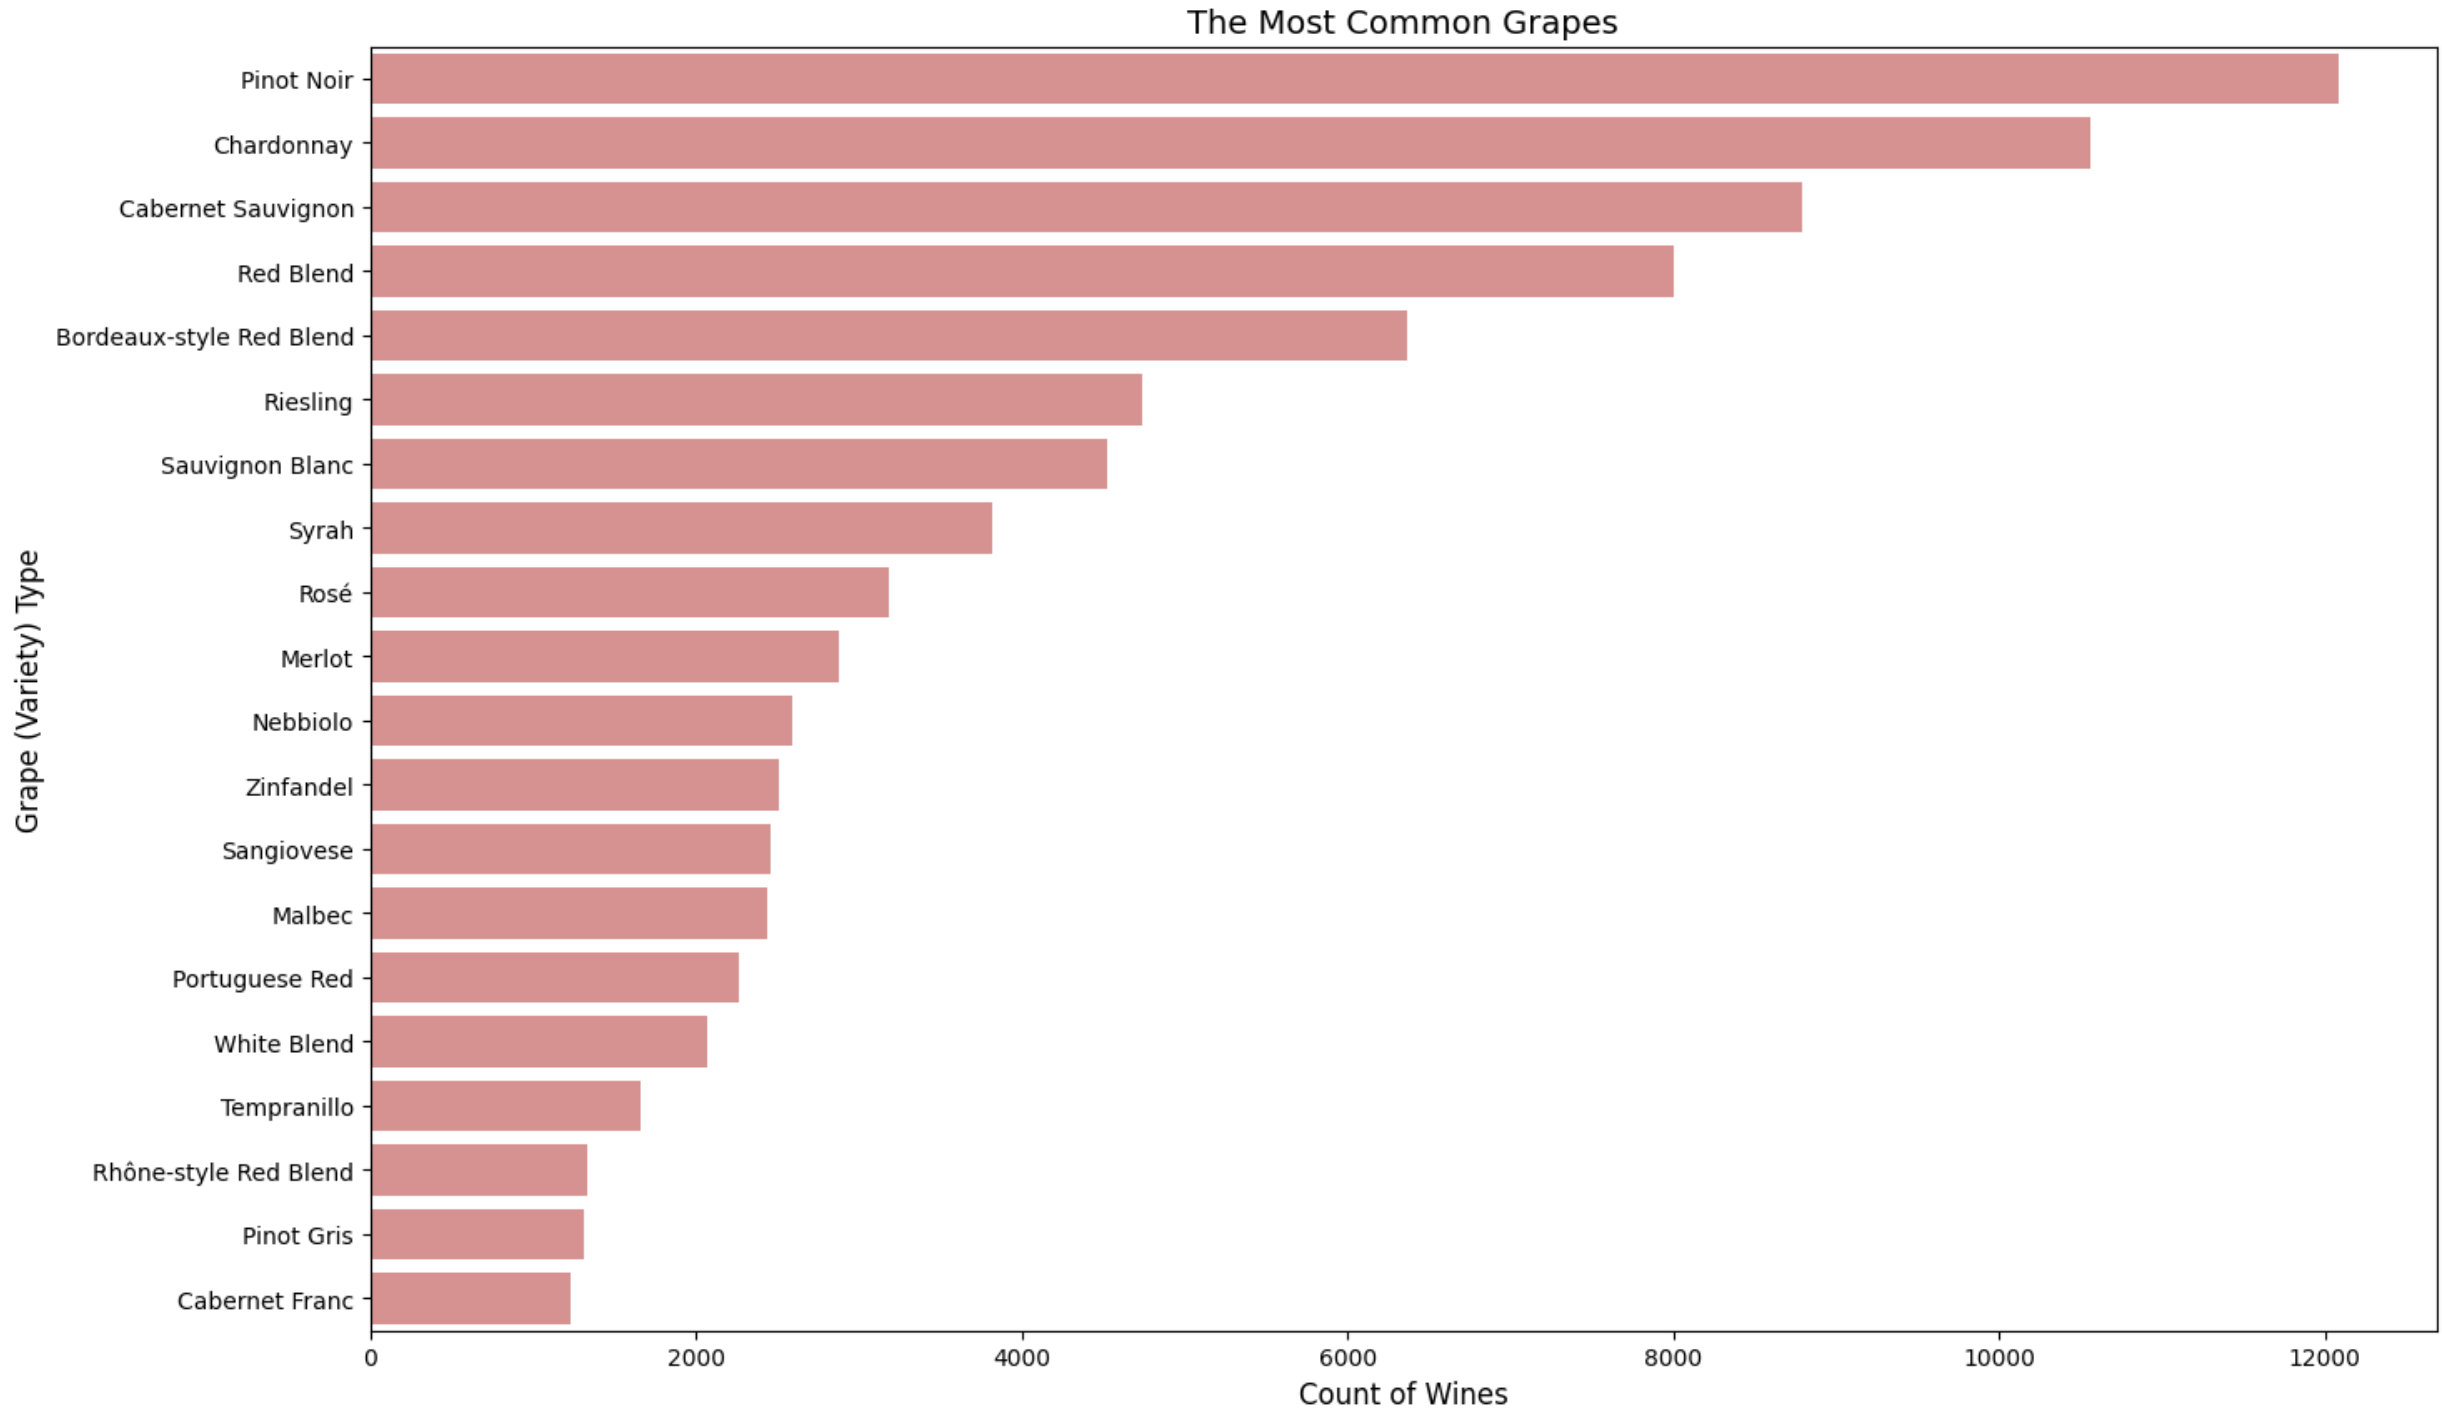 The Most Common Grapes
Pinot Noir
Chardonnay
Cabernet Sauvignon
Red Blend
Bordeaux-style Red Blend
Riesling
Sauvignon Blanc
Syrah
Rosé
Merlot
Nebbiolo
Zinfandel
Sangiovese
Malbec
Portuguese Red
White Blend
Tempranillo
Rhône-style Red Blend
Pinot Gris
Cabernet Franc
Grape (Variety) Type
0 2000 4000 6000 8000 10000 12000
Count of Wines